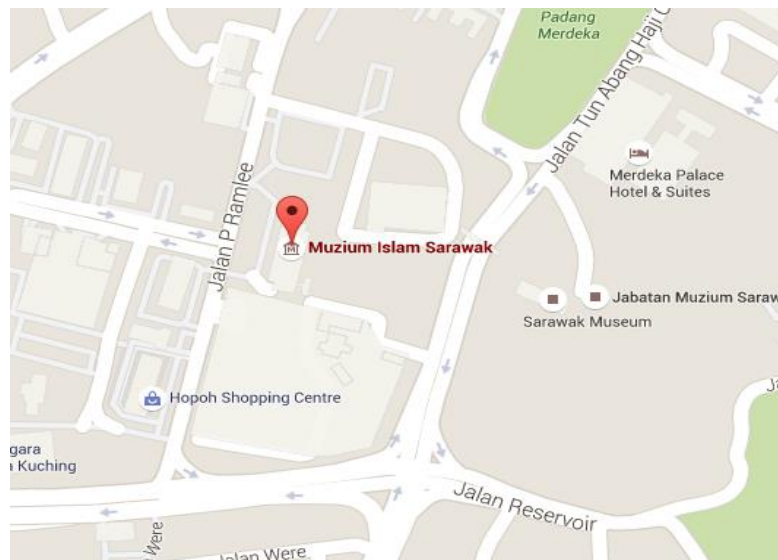 Padang
Merdeka
Jalan Tun Abang Haji
Merdeka Palace
Hotel & Suites
Jalan P Ramlee
Muzium Islam Sarawak
Jabatan Muzium Saraw
Sarawak Museum
Hopoh Shopping Centre
gara
a Kuching
Jalan Reservoir
Jalan Were
n Were